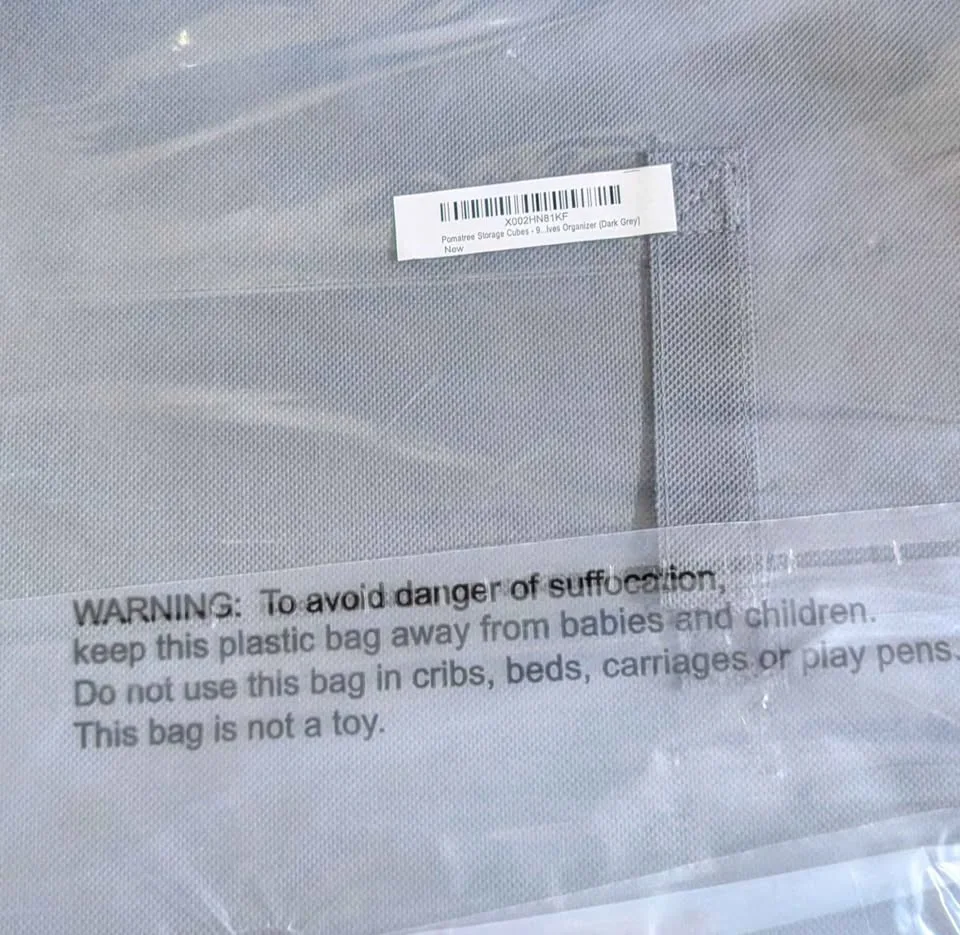 X002HN81KF
Pomatree Storage Cubes - 9...lves Organizer (Dark Grey)
New
WARNING: To avoid danger of suffocation,
keep this plastic bag away from babies and children.
Do not use this bag in cribs, beds, carriages or play pens.
This bag is not a toy.